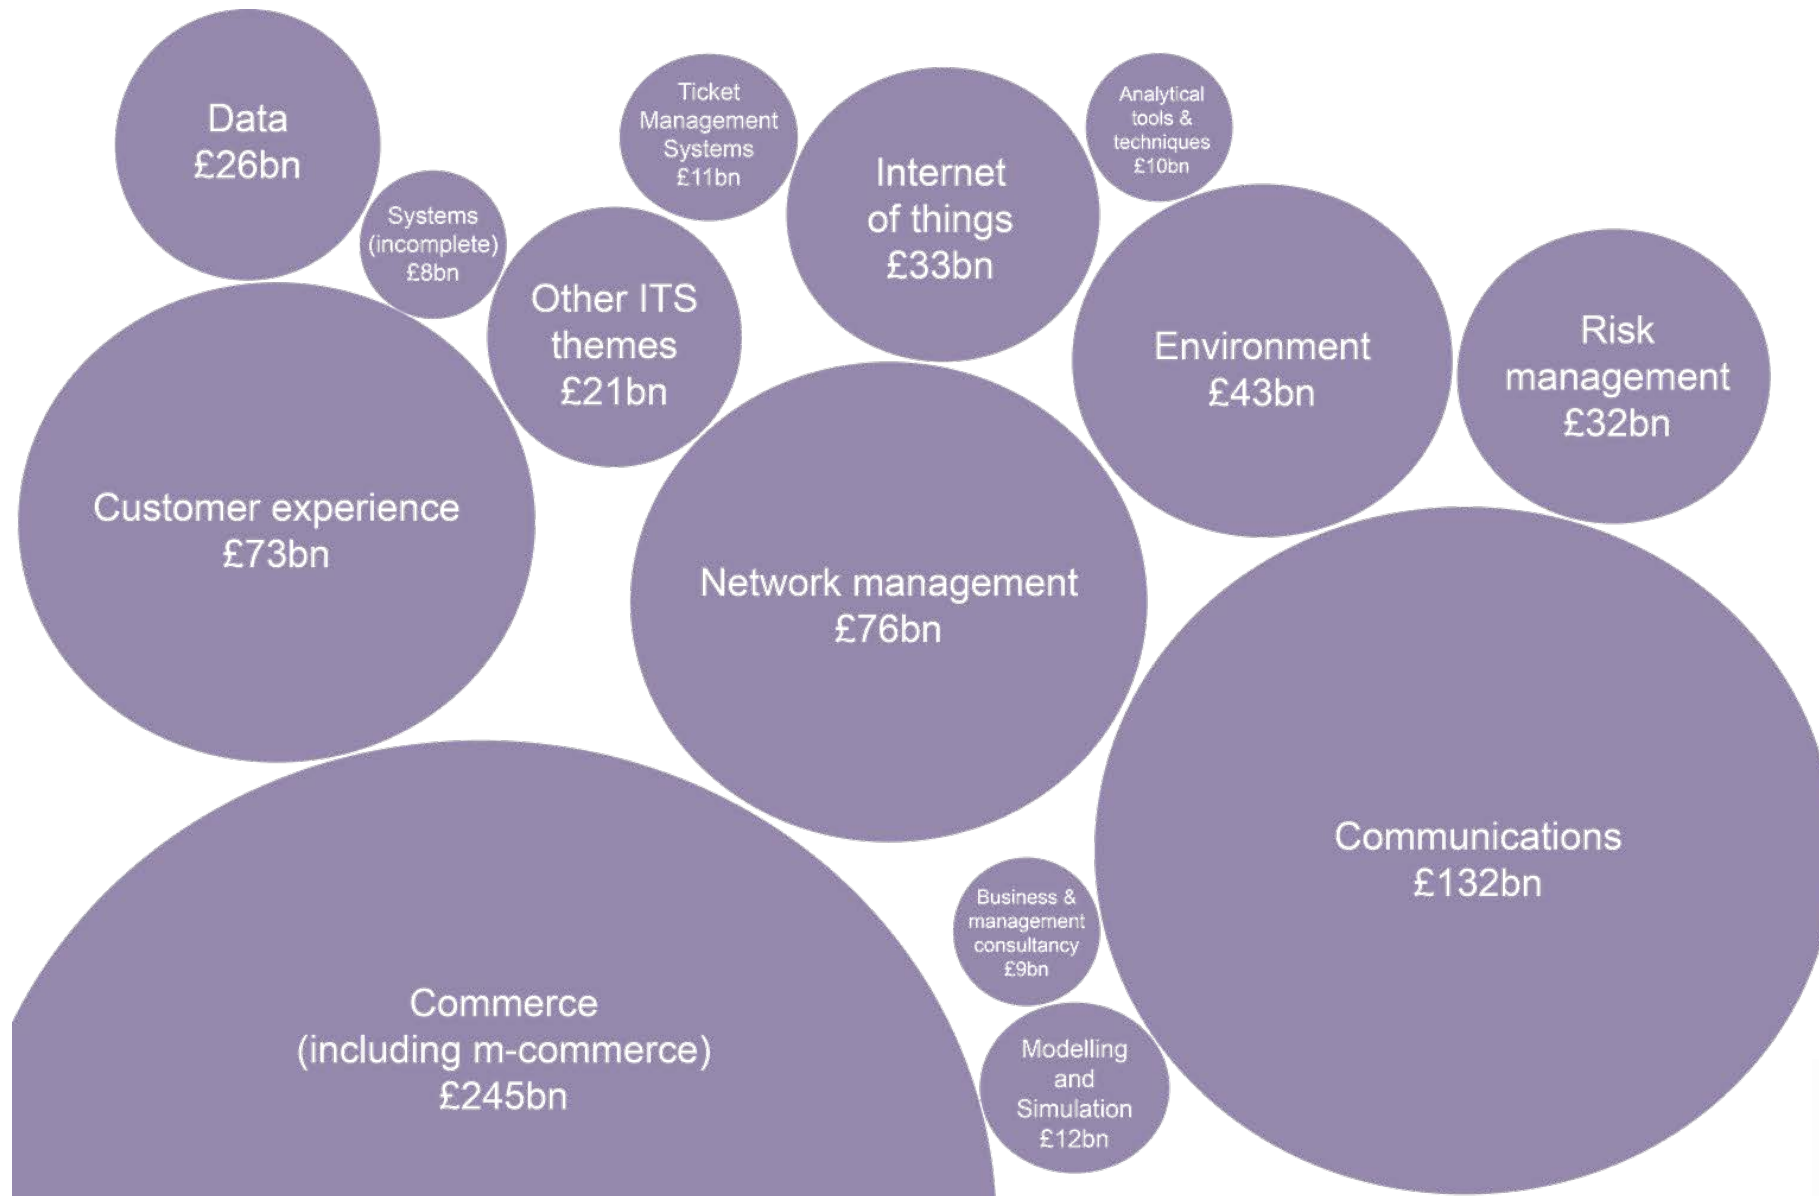 Data
£26bn
Systems
(incomplete)
£8bn
Ticket
Management
Systems
£11bn
Other ITS
themes
£21bn
Internet
of things
£33bn
Analytical
tools &
techniques
£10bn
Environment
£43bn
Risk
management
£32bn
Customer experience
£73bn
Network management
£76bn
Communications
£132bn
Business &
management
consultancy
£9bn
Commerce
(including m-commerce)
£245bn
Modelling
and
Simulation
£12bn